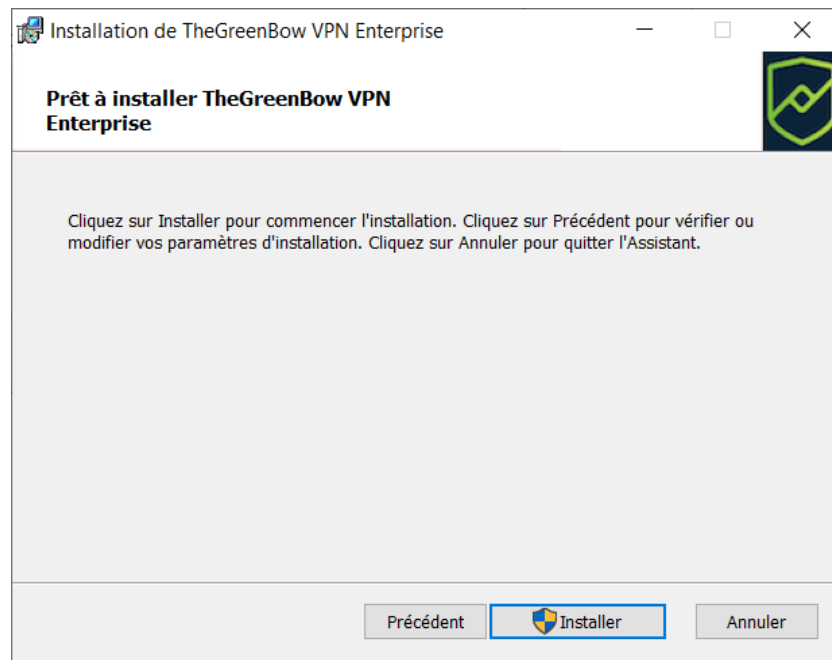 Installation de TheGreenBow VPN Enterprise
Prêt à installer TheGreenBow VPN
Enterprise
Cliquez sur Installer pour commencer l'installation. Cliquez sur Précédent pour vérifier ou
modifier vos paramètres d'installation. Cliquez sur Annuler pour quitter l'Assistant.
Précédent
Installer
Annuler